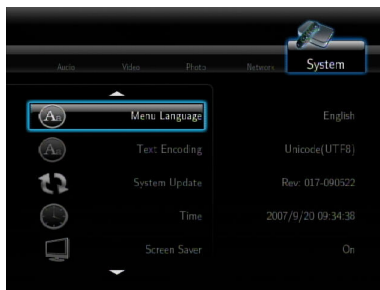 Audio Video Photo Network System
Menu Language English
Text Encoding Unicode(UTF8)
System Update Rev: 017-090522
Time 2007/9/20 09:34:38
Screen Saver On